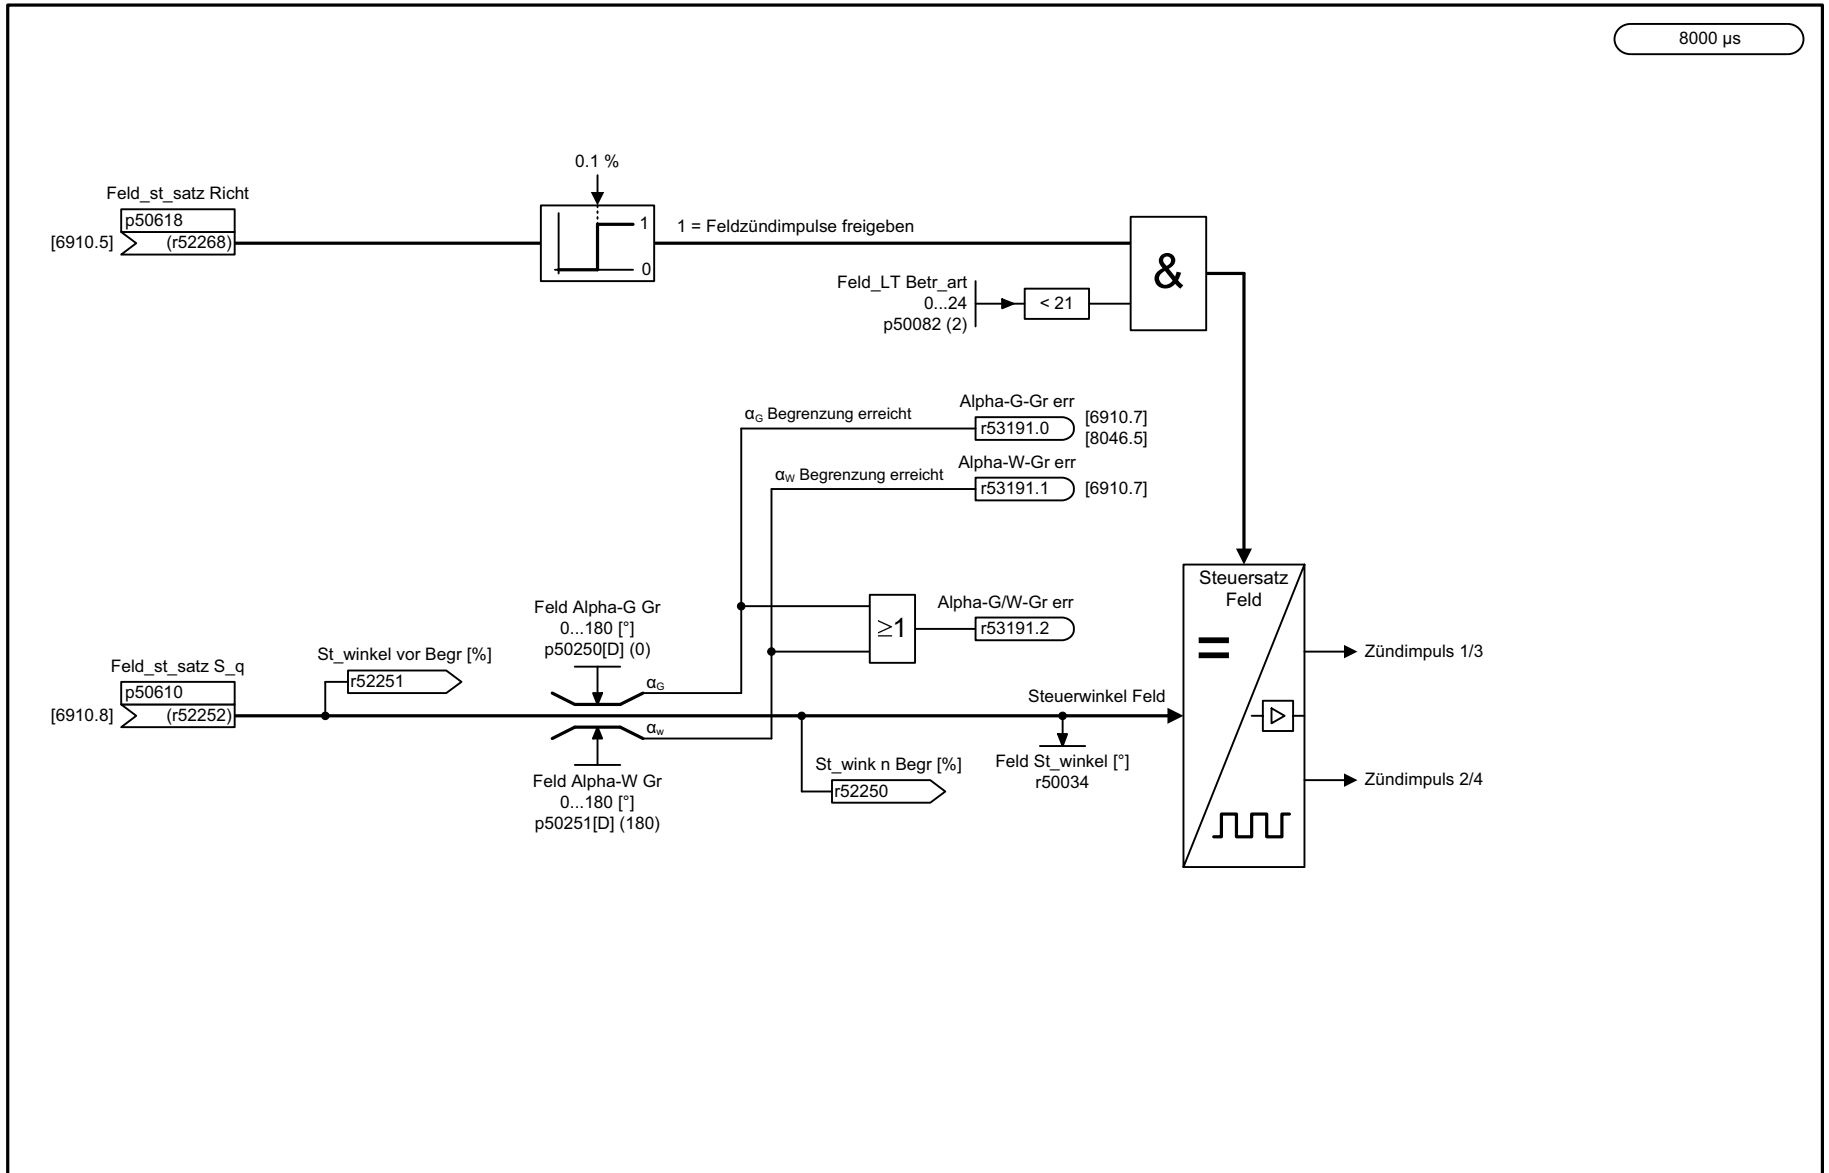 8000 µs
0.1 %
Feld_st_satz Richt
p50618
[6910.5]
(r52268)
1
0
1 = Feldzündimpulse freigeben
&
Feld_LT Betr_art
0...24
p50082 (2)
< 21
Alpha-G-Gr err
αG Begrenzung erreicht
r53191.0
[6910.7]
[8046.5]
Alpha-W-Gr err
αW Begrenzung erreicht
r53191.1
[6910.7]
Steuersatz
Feld
Feld Alpha-G Gr
0...180 [°]
p50250[D] (0)
≥1
Alpha-G/W-Gr err
r53191.2
=
Zündimpuls 1/3
St_winkel vor Begr [%]
r52251
Feld_st_satz S_q
p50610
[6910.8]
(r52252)
αG
αw
Steuerwinkel Feld
Feld Alpha-W Gr
0...180 [°]
p50251[D] (180)
St_wink n Begr [%]
r52250
Feld St_winkel [°]
r50034
Zündimpuls 2/4